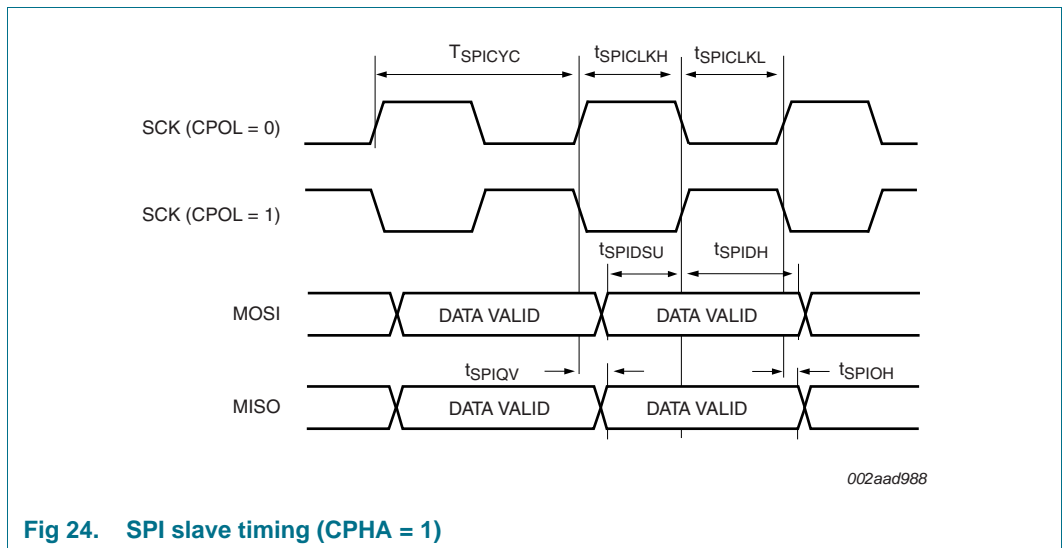 TSPICYC tSPICLKH tSPICLKL
SCK (CPOL = 0)
SCK (CPOL = 1)
tSPIDSU tSPIDH
MOSI DATA VALID DATA VALID
tSPIQV tSPIOH
MISO DATA VALID DATA VALID
002aad988
Fig 24. SPI slave timing (CPHA = 1)